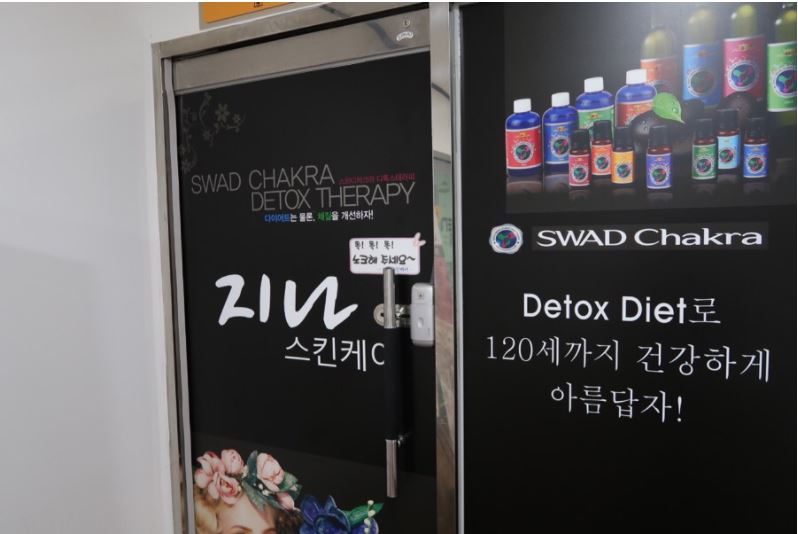 SWAD CHAKRA
스와디차크라 디톡스테라피
DETOX THERAPY
다이어트는 물론, 체질을 개선하자!
똑! 똑! 똑!
노크해 주세요~
지나
스킨케어
SWAD Chakra
Detox Diet로
120세까지 건강하게
아름답자!